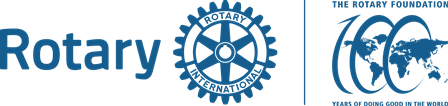 Rotary
ROTARY
INTERNATIONAL
THE ROTARY FOUNDATION
100
YEARS OF DOING GOOD IN THE WORLD